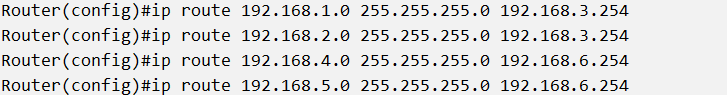 Router(config)#ip route 192.168.1.0 255.255.255.0 192.168.3.254
Router(config)#ip route 192.168.2.0 255.255.255.0 192.168.3.254
Router(config)#ip route 192.168.4.0 255.255.255.0 192.168.6.254
Router(config)#ip route 192.168.5.0 255.255.255.0 192.168.6.254